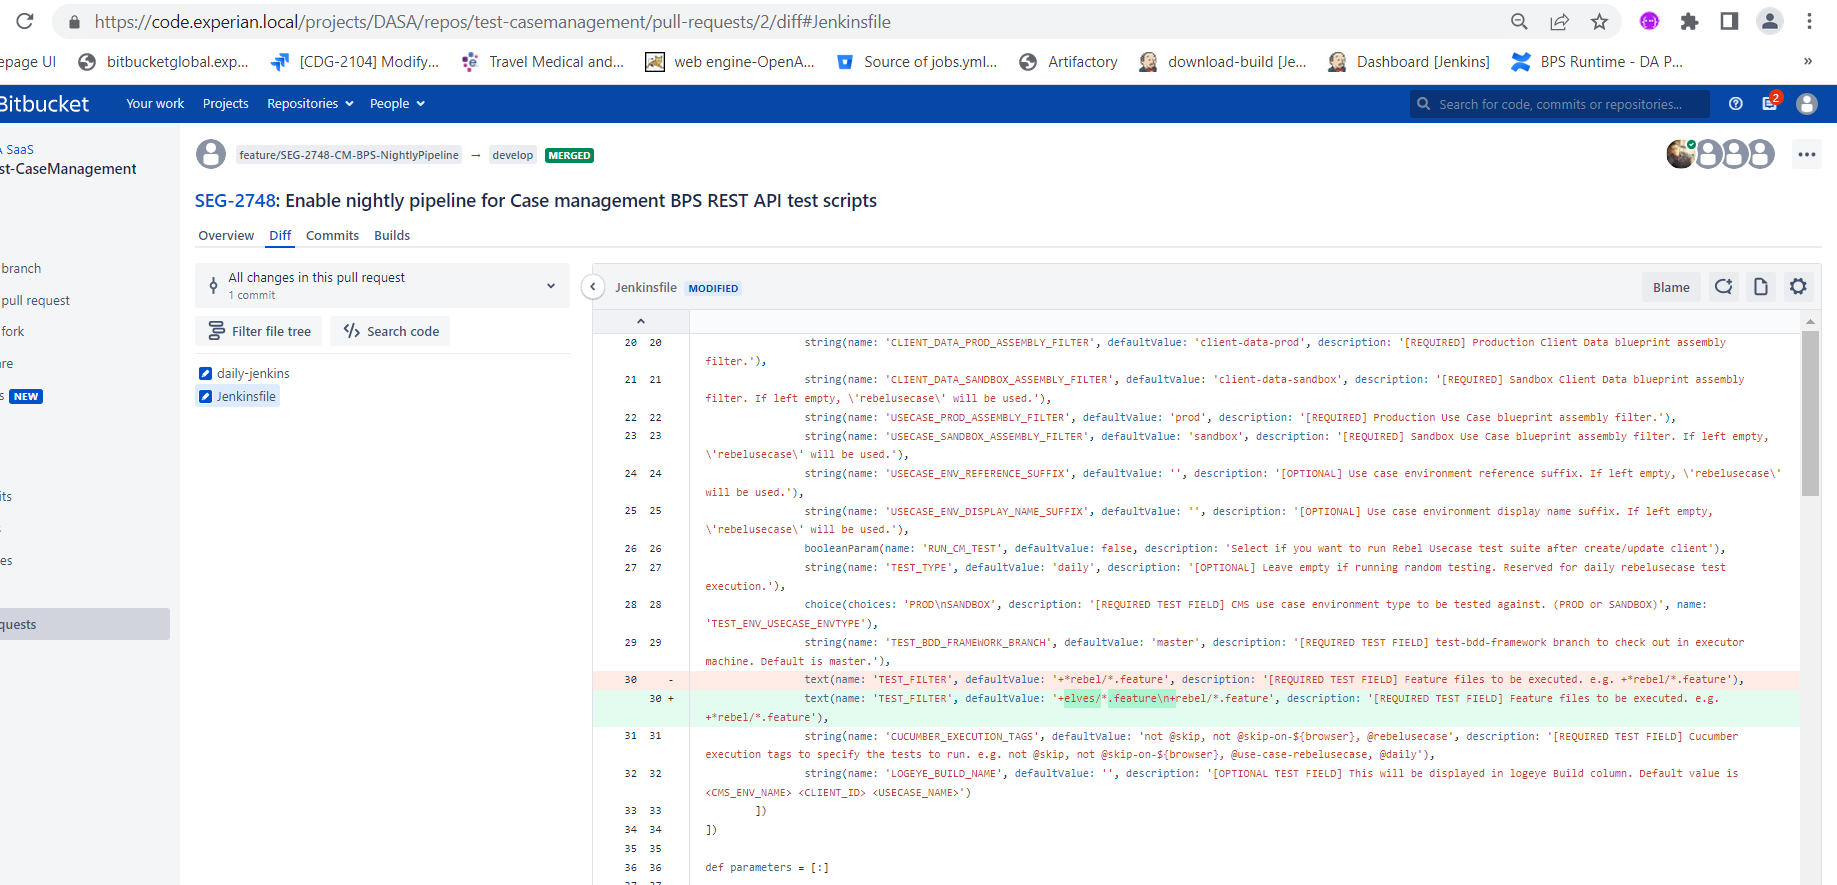 https://code.experian.local/projects/DASA/repos/test-casemanagement/pull-requests/2/diff#Jenkinsfile
epage UI bitbucketglobal.exp... [CDG-2104] Modify... Travel Medical and... web engine-OpenA... Source of jobs.yml... Artifactory download-build [Je... Dashboard [Jenkins] BPS Runtime - DA P... »
Bitbucket Your work Projects Repositories People Search for code, commits or repositories... 2
A SaaS
st-CaseManagement
feature/SEG-2748-CM-BPS-NightlyPipeline → develop MERGED
SEG-2748: Enable nightly pipeline for Case management BPS REST API test scripts
Overview Diff Commits Builds
branch
pull request
fork
re
s NEW
its
es
quests
All changes in this pull request
1 commit
Filter file tree Search code
daily-jenkins
Jenkinsfile
Jenkinsfile MODIFIED Blame
20 20 string(name: 'CLIENT_DATA_PROD_ASSEMBLY_FILTER', defaultValue: 'client-data-prod', description: '[REQUIRED] Production Client Data blueprint assembly
filter.'),
21 21 string(name: 'CLIENT_DATA_SANDBOX_ASSEMBLY_FILTER', defaultValue: 'client-data-sandbox', description: '[REQUIRED] Sandbox Client Data blueprint assembly
filter. If left empty, \'rebelusecase\' will be used.'),
22 22 string(name: 'USECASE_PROD_ASSEMBLY_FILTER', defaultValue: 'prod', description: '[REQUIRED] Production Use Case blueprint assembly filter.'),
23 23 string(name: 'USECASE_SANDBOX_ASSEMBLY_FILTER', defaultValue: 'sandbox', description: '[REQUIRED] Sandbox Use Case blueprint assembly filter. If left empty,
\'rebelusecase\' will be used.'),
24 24 string(name: 'USECASE_ENV_REFERENCE_SUFFIX', defaultValue: '', description: '[OPTIONAL] Use case environment reference suffix. If left empty, \'rebelusecase\'
will be used.'),
25 25 string(name: 'USECASE_ENV_DISPLAY_NAME_SUFFIX', defaultValue: '', description: '[OPTIONAL] Use case environment display name suffix. If left empty,
\'rebelusecase\' will be used.'),
26 26 booleanParam(name: 'RUN_CM_TEST', defaultValue: false, description: 'Select if you want to run Rebel Usecase test suite after create/update client'),
27 27 string(name: 'TEST_TYPE', defaultValue: 'daily', description: '[OPTIONAL] Leave empty if running random testing. Reserved for daily rebelusecase test
execution.'),
28 28 choice(choices: 'PROD\nSANDBOX', description: '[REQUIRED TEST FIELD] CMS use case environment type to be tested against. (PROD or SANDBOX)', name:
'TEST_ENV_USECASE_ENVTYPE'),
29 29 string(name: 'TEST_BDD_FRAMEWORK_BRANCH', defaultValue: 'master', description: '[REQUIRED TEST FIELD] test-bdd-framework branch to check out in executor
machine. Default is master.'),
30 - text(name: 'TEST_FILTER', defaultValue: '+*rebel/*.feature', description: '[REQUIRED TEST FIELD] Feature files to be executed. e.g. +*rebel/*.feature'),
30 + text(name: 'TEST_FILTER', defaultValue: '+elves/*.feature\n+rebel/*.feature', description: '[REQUIRED TEST FIELD] Feature files to be executed. e.g.
+*rebel/*.feature'),
31 31 string(name: 'CUCUMBER_EXECUTION_TAGS', defaultValue: 'not @skip, not @skip-on-${browser}, @rebelusecase', description: '[REQUIRED TEST FIELD] Cucumber
execution tags to specify the tests to run. e.g. not @skip, not @skip-on-${browser}, @use-case-rebelusecase, @daily'),
32 32 string(name: 'LOGEYE_BUILD_NAME', defaultValue: '', description: '[OPTIONAL TEST FIELD] This will be displayed in logeye Build column. Default value is
<CMS_ENV_NAME> <CLIENT_ID> <USECASE_NAME>')
33 33 ])
34 34 ])
35 35
36 36 def parameters = [:]